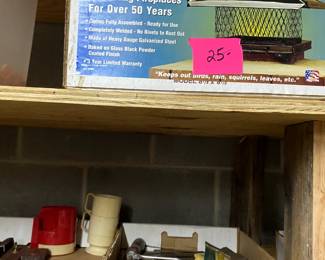 For Over 50 Years
Comes Fully Assembled - Ready for Use
Completely Welded - No Rivets to Rust Out
Made of Heavy Gauge Galvanized Steel
Baked on Gloss Black Powder
Coated Finish
Year Limited Warranty
25-
"Keeps out birds, rain, squirrels, leaves, etc."
MODEL